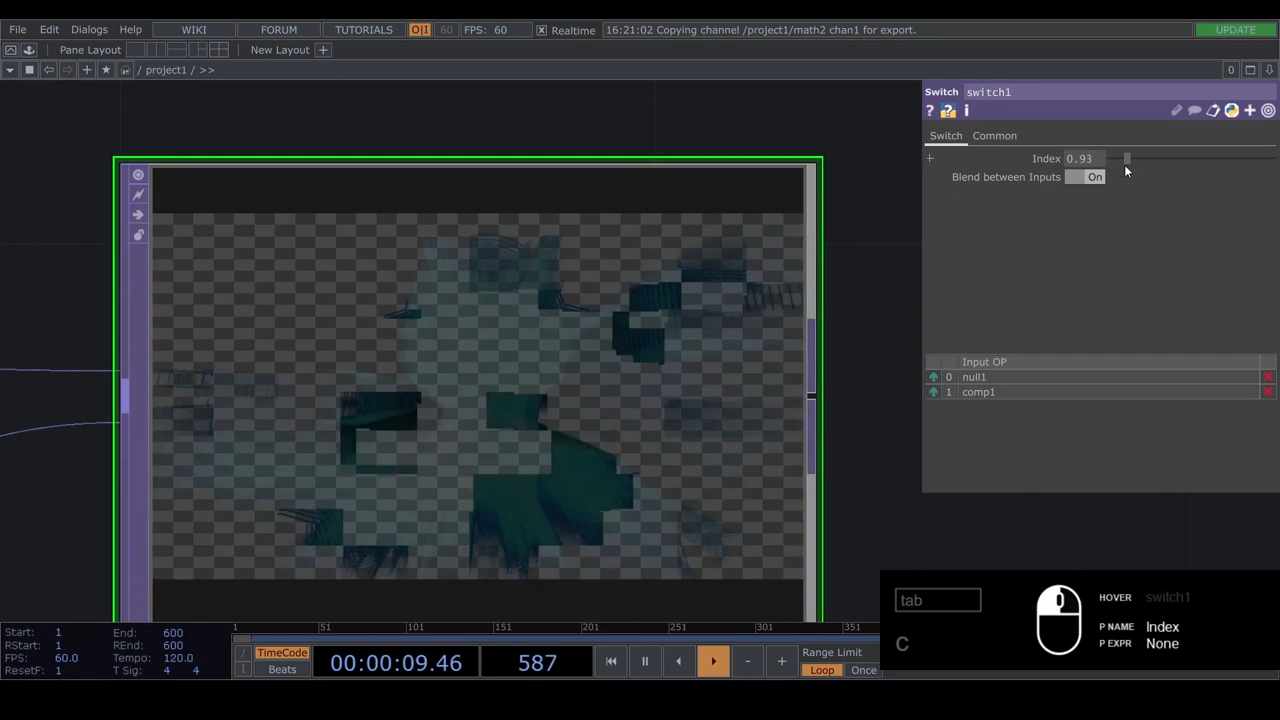 File Edit Dialogs Help WIKI FORUM TUTORIALS O|I 60 FPS: 60 Realtime 16:21:02 Copying channel /project1/math2 chan1 for export. UPDATE
Pane Layout New Layout +
/ project1 / >> 0
Switch switch1
? ? i
Switch Common
+ Index 0.93
Blend between Inputs On
Input OP
0 null1
1 comp1
tab
C
HOVER switch1
P NAME Index
P EXPR None
1 51 101 151 201 251 301 351
Start: 1 End: 600
RStart: 1 REnd: 600
FPS: 60.0 Tempo: 120.0
ResetF: 1 T Sig: 4 4
TimeCode
Beats
00:00:09.46 587
- +
Range Limit
Loop Once